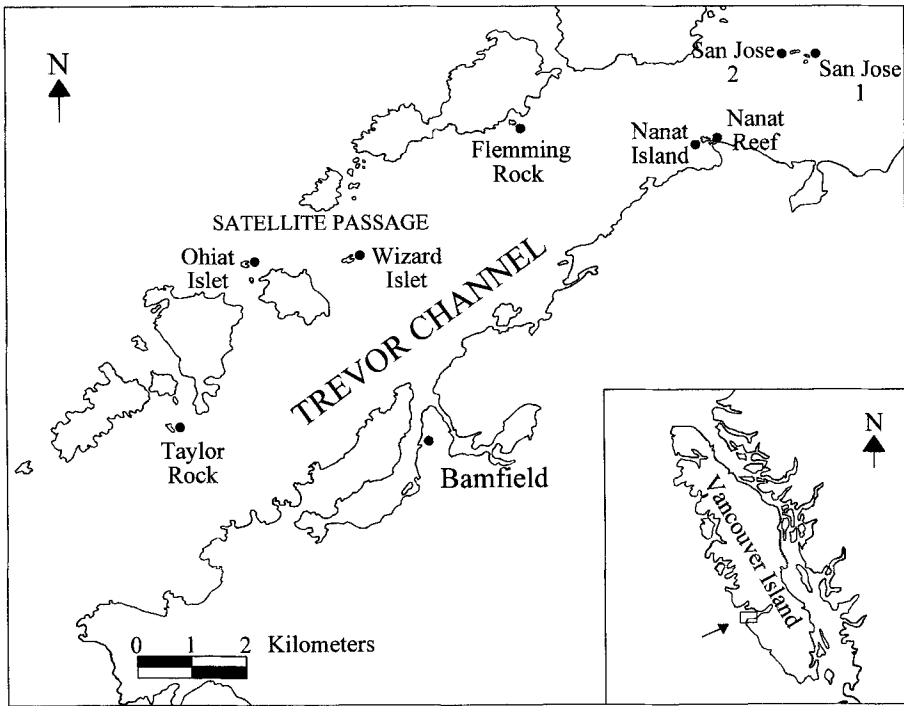 N
San Jose
2
San Jose
1
Nanat
Island
Nanat
Reef
Flemming
Rock
SATELLITE PASSAGE
Ohiat
Islet
Wizard
Islet
TREVOR CHANNEL
Taylor
Rock
Bamfield
0 1 2 Kilometers
N
Vancouver Island